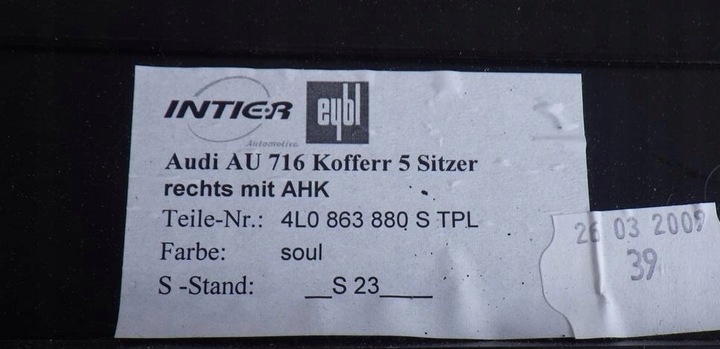 INTIER eybl
Automotive
Audi AU 716 Kofferr 5 Sitzer
rechts mit AHK
Teile-Nr.: 4L0 863 880 S TPL
Farbe: soul
S -Stand: __S 23____
26 03 2009
39